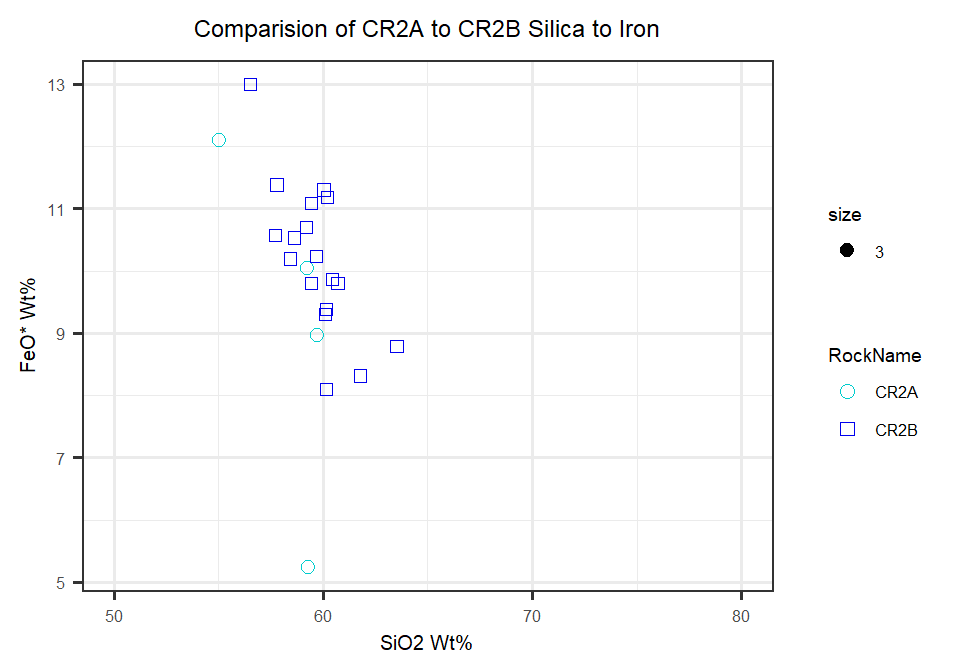 Comparision of CR2A to CR2B Silica to Iron
13
11
9
7
5
FeO* Wt%
50 60 70 80
SiO2 Wt%
size
3
RockName
CR2A
CR2B